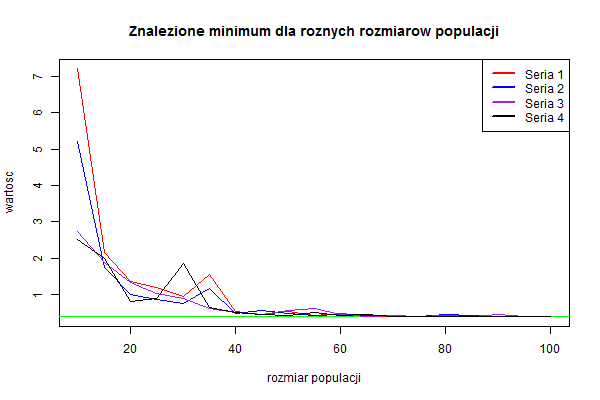 Znalezione minimum dla roznych rozmiarow populacji
Seria 1
Seria 2
Seria 3
Seria 4
wartosc
7
6
5
4
3
2
1
20 40 60 80 100
rozmiar populacji